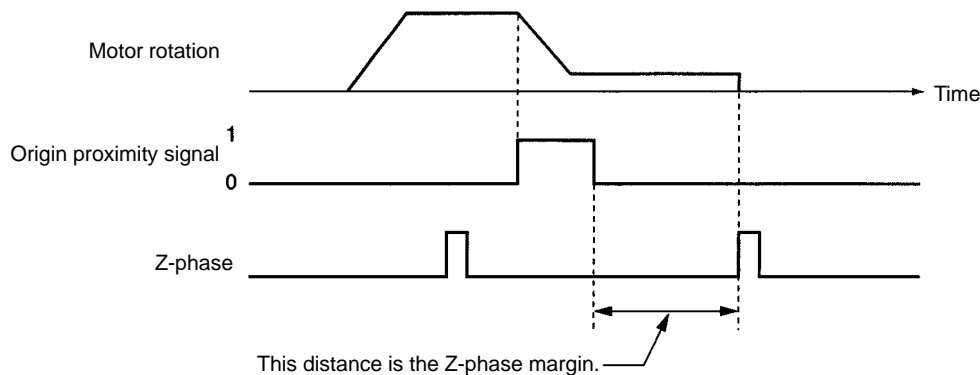 Motor rotation
Time
1
Origin proximity signal
0
Z-phase
This distance is the Z-phase margin.